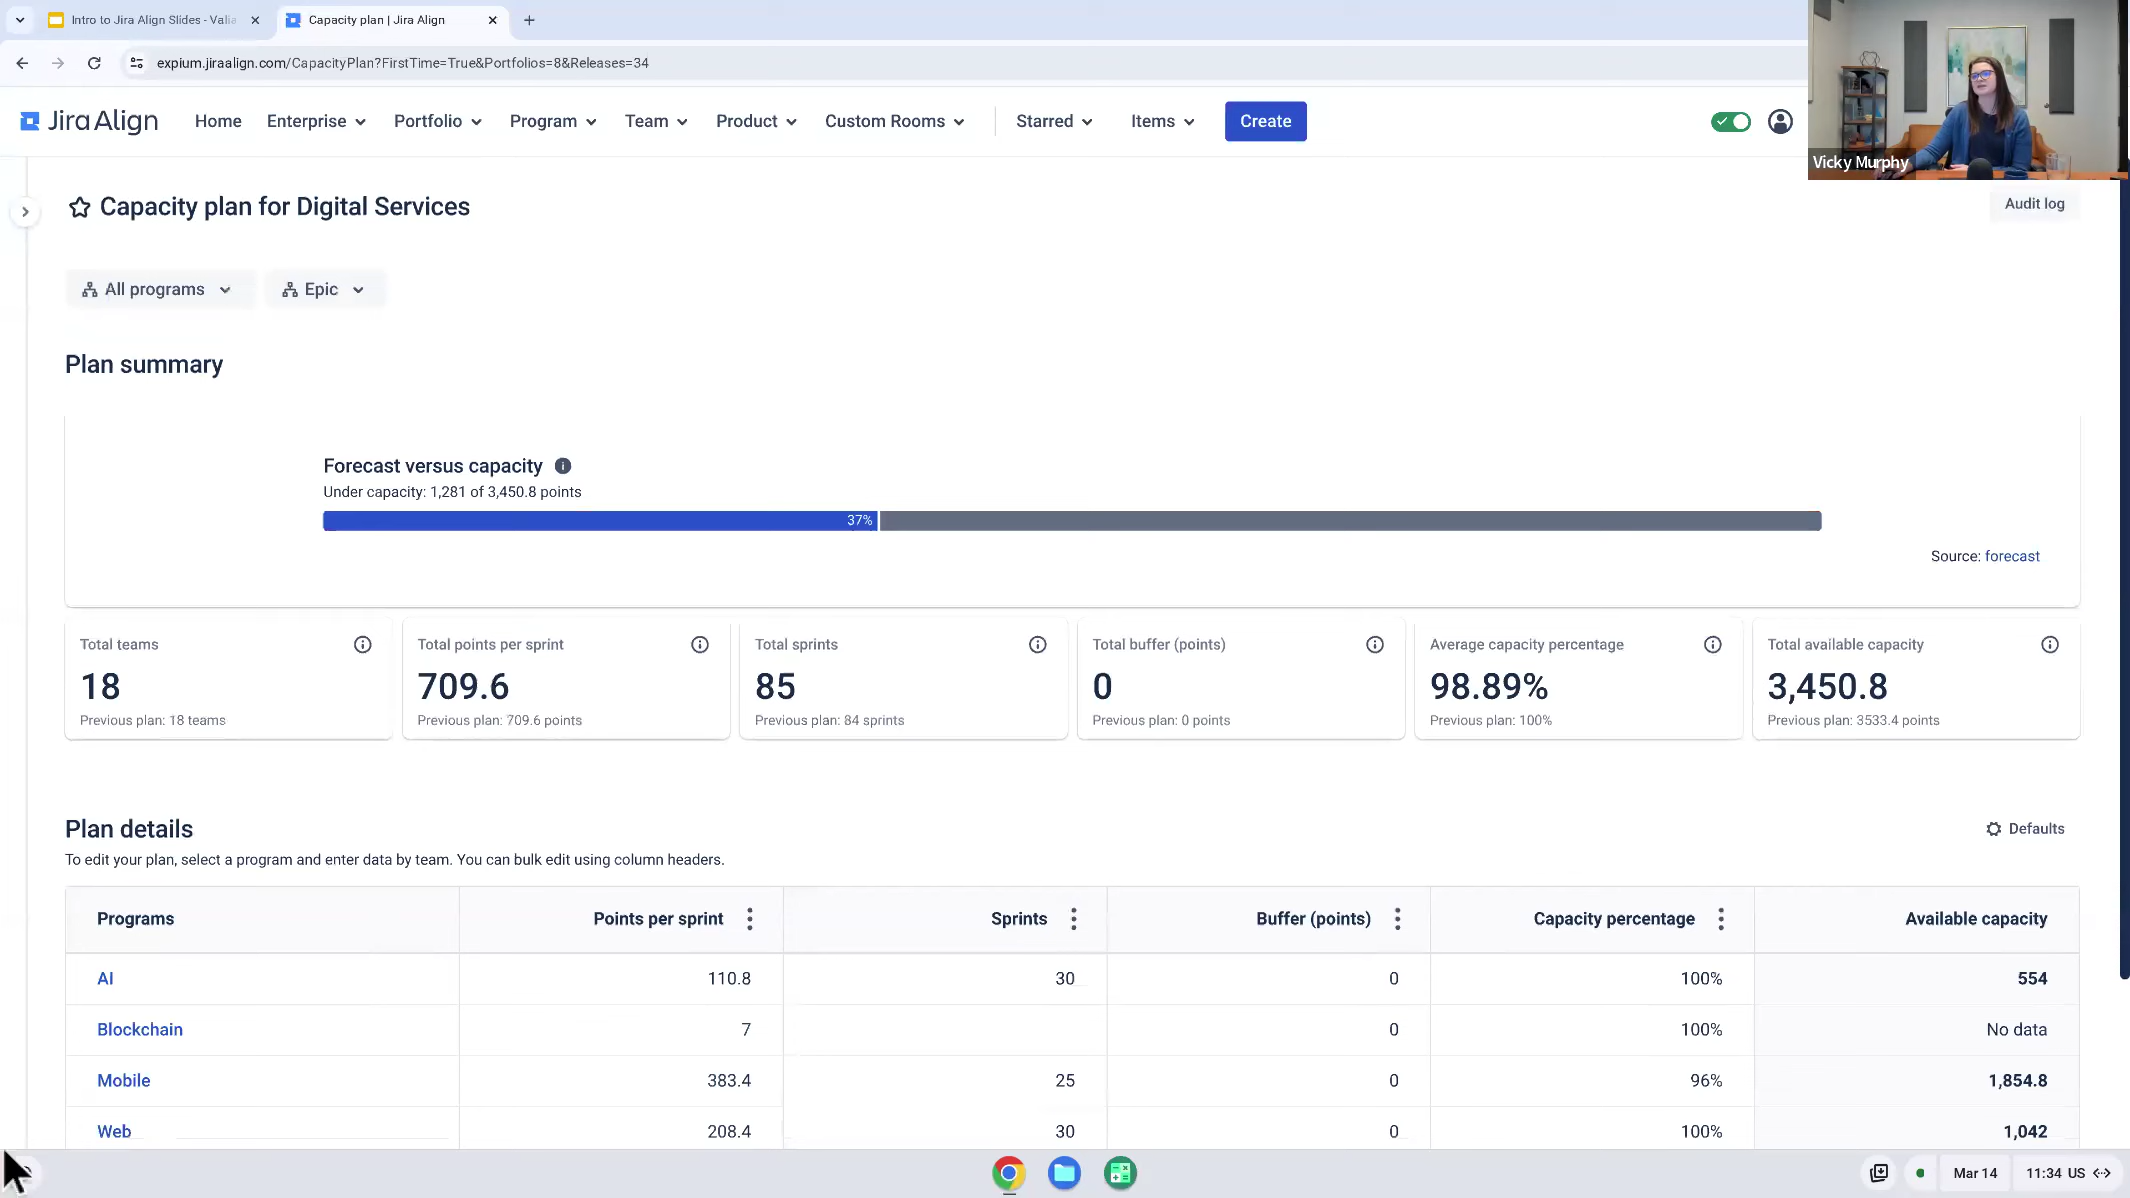 Intro to Jira Align Slides - Valia
Capacity plan | Jira Align
expium.jiraalign.com/CapacityPlan?FirstTime=True&Portfolios=8&Releases=34
Jira Align
Home
Enterprise
Portfolio
Program
Team
Product
Custom Rooms
Starred
Items
Create
Vicky Murphy
Capacity plan for Digital Services
Audit log
All programs
Epic
Plan summary
Forecast versus capacity
Under capacity: 1,281 of 3,450.8 points
37%
Source: forecast
Total teams
18
Previous plan: 18 teams
Total points per sprint
709.6
Previous plan: 709.6 points
Total sprints
85
Previous plan: 84 sprints
Total buffer (points)
0
Previous plan: 0 points
Average capacity percentage
98.89%
Previous plan: 100%
Total available capacity
3,450.8
Previous plan: 3533.4 points
Plan details
Defaults
To edit your plan, select a program and enter data by team. You can bulk edit using column headers.
Programs Points per sprint Sprints Buffer (points) Capacity percentage Available capacity
AI 110.8 30 0 100% 554
Blockchain 7 0 100% No data
Mobile 383.4 25 0 96% 1,854.8
Web 208.4 30 0 100% 1,042
Mar 14
11:34 US